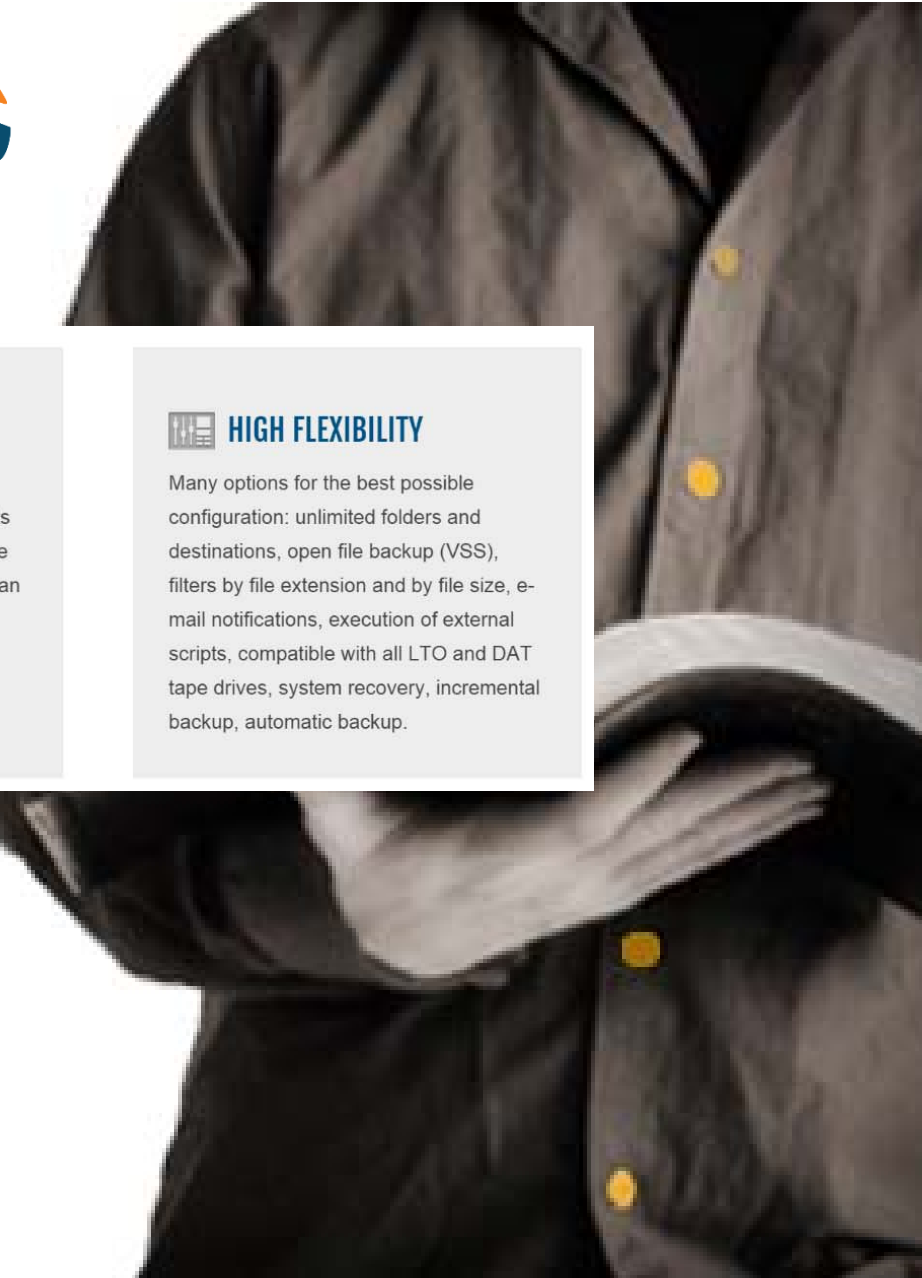 HIGH FLEXIBILITY
Many options for the best possible
configuration: unlimited folders and
destinations, open file backup (VSS),
filters by file extension and by file size, e-
mail notifications, execution of external
scripts, compatible with all LTO and DAT
tape drives, system recovery, incremental
backup, automatic backup.